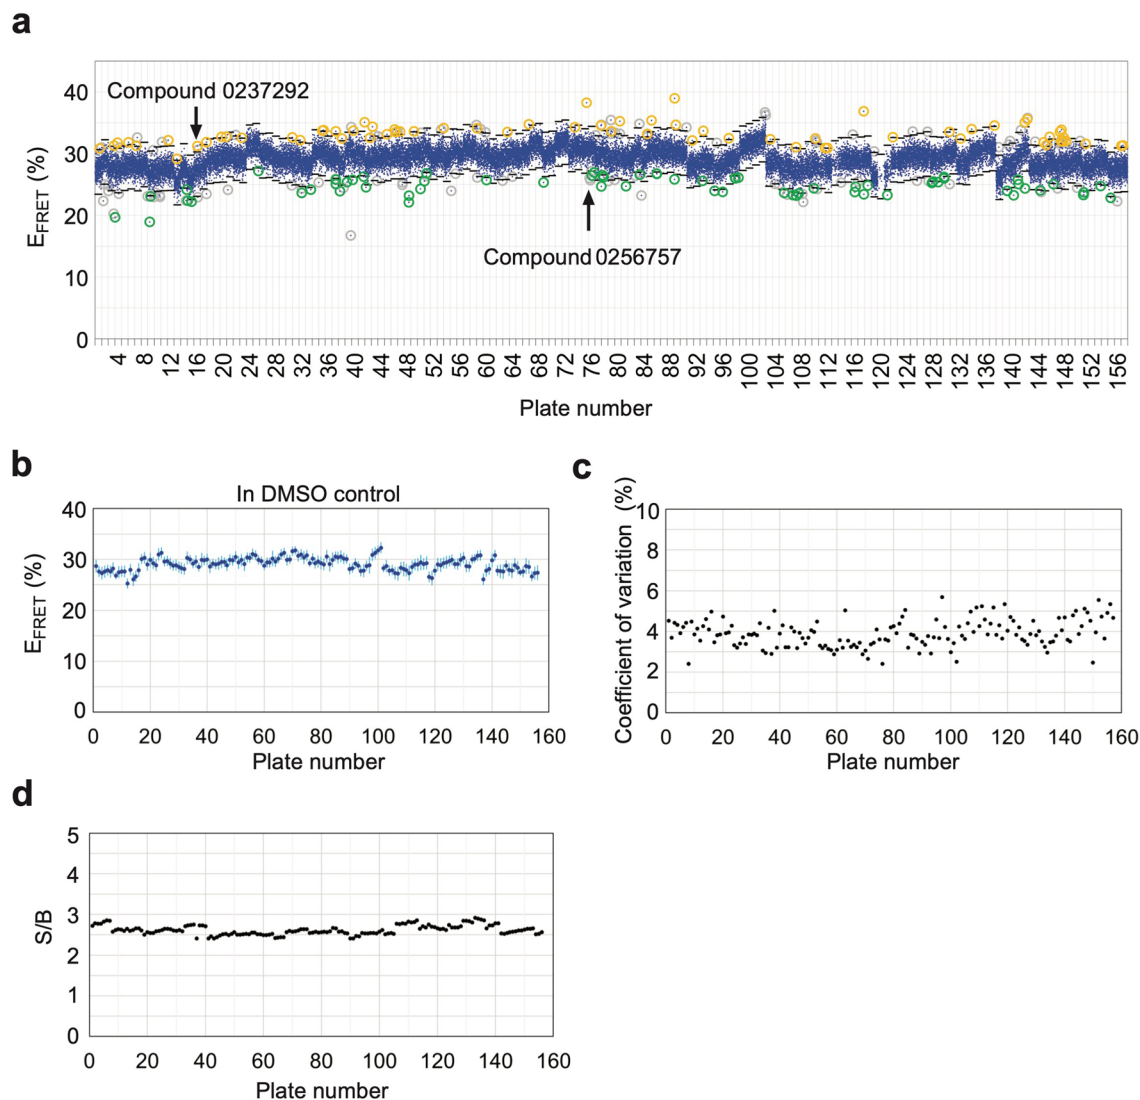 a
Compound 0237292
Compound 0256757
E FRET (%)
40
30
20
10
0
4 8 12 16 20 24 28 32 36 40 44 48 52 56 60 64 68 72 76 80 84 88 92 96 100 104 108 112 116 120 124 128 132 136 140 144 148 152 156
Plate number
b
In DMSO control
E FRET (%)
40
30
20
10
0
0 20 40 60 80 100 120 140 160
Plate number
c
Coefficient of variation (%)
10
8
6
4
2
0
0 20 40 60 80 100 120 140 160
Plate number
d
S/B
5
4
3
2
1
0
0 20 40 60 80 100 120 140 160
Plate number